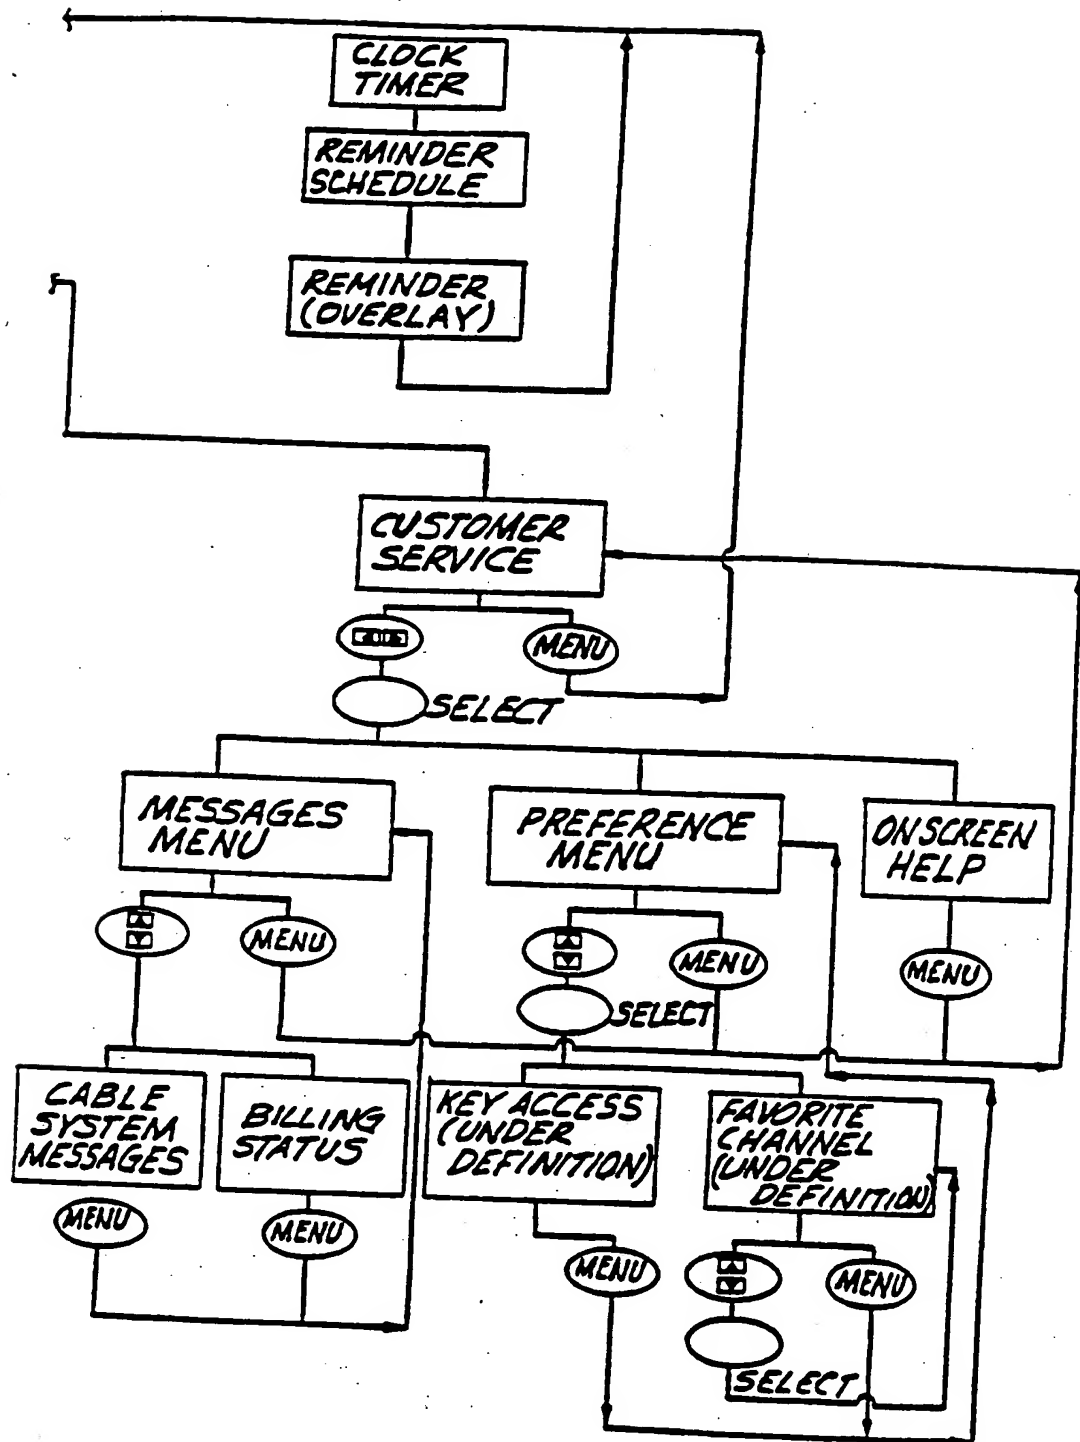 CLOCK
TIMER
REMINDER
SCHEDULE
REMINDER
(OVERLAY)
CUSTOMER
SERVICE
MENU
SELECT
MESSAGES
MENU
PREFERENCE
MENU
ONSCREEN
HELP
MENU
MENU
MENU
SELECT
CABLE
SYSTEM
MESSAGES
BILLING
STATUS
KEY ACCESS
(UNDER
DEFINITION)
FAVORITE
CHANNEL
(UNDER
DEFINITION)
MENU
MENU
MENU
MENU
SELECT